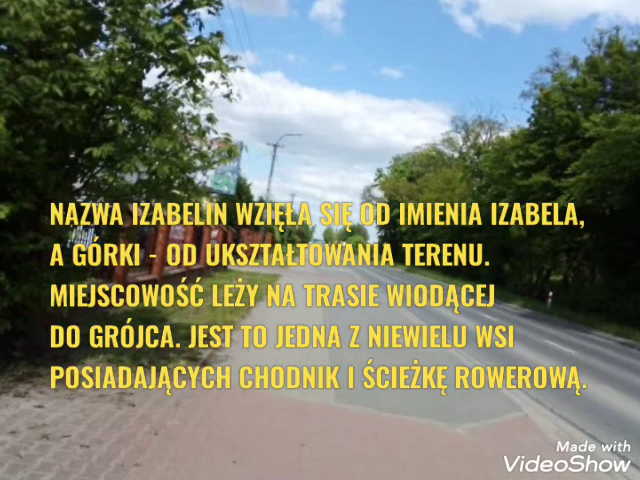 NAZWA IZABELIN WZIĘŁA SIĘ OD IMIENIA IZABELA,
A GÓRKI - OD UKSZTAŁTOWANIA TERENU.
MIEJSCOWOŚĆ LEŻY NA TRASIE WIODĄCEJ
DO GRÓJCA. JEST TO JEDNA Z NIEWIELU WSI
POSIADAJĄCYCH CHODNIK I ŚCIEŻKĘ ROWEROWĄ.
Made with
VideoShow